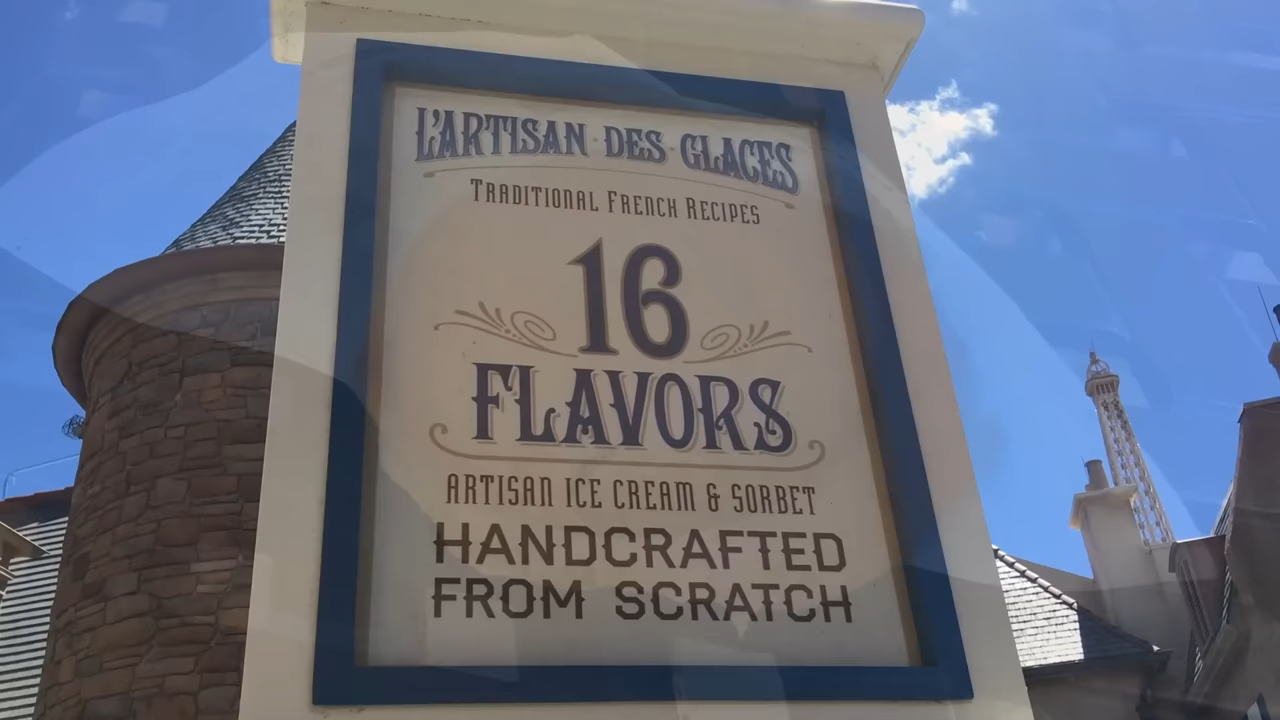 L'ARTISAN DES GLACES
TRADITIONAL FRENCH RECIPES
16
FLAVORS
ARTISAN ICE CREAM & SORBET
HANDCRAFTED
FROM SCRATCH